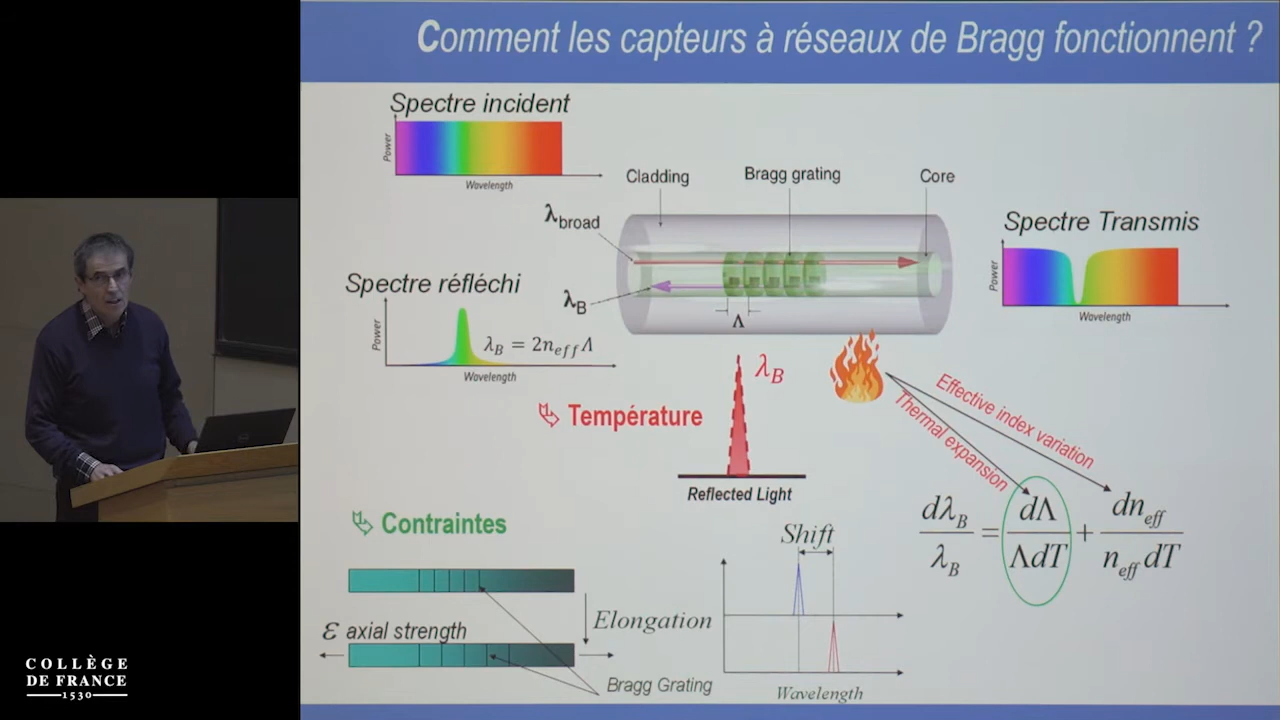 Comment les capteurs à réseaux de Bragg fonctionnent ?
Spectre incident
Power
Wavelength
Cladding
Bragg grating
Core
λbroad
Spectre Transmis
Power
Wavelength
Spectre réfléchi
Power
λB
λB = 2neffΛ
Wavelength
Λ
λB
Température
Effective index variation
Thermal expansion
Reflected Light
dλB/λB = dΛ/ΛdT + dneff/neff dT
Contraintes
Shift
Elongation
ε axial strength
Bragg Grating
Wavelength
COLLÈGE
DE FRANCE
1530